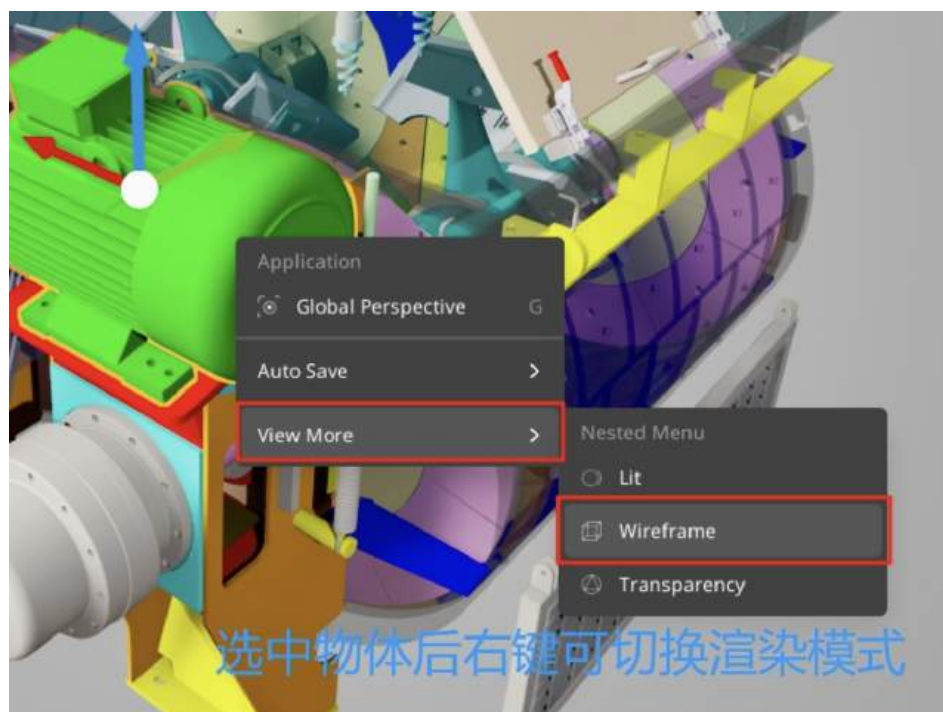 Application
Global Perspective G
Auto Save
View More
Nested Menu
Lit
Wireframe
Transparency
选中物体后右键可切换渲染模式